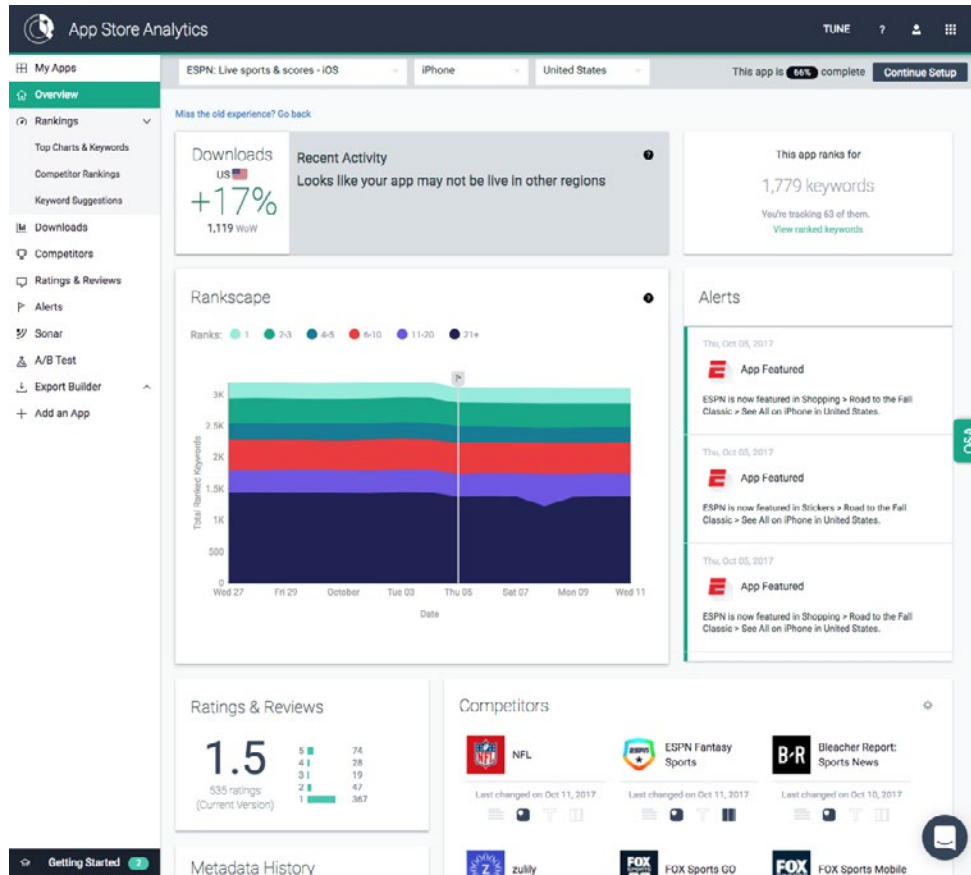 App Store Analytics
TUNE ?
My Apps
Overview
Rankings
Top Charts & Keywords
Competitor Rankings
Keyword Suggestions
Downloads
Competitors
Ratings & Reviews
Alerts
Sonar
A/B Test
Export Builder
Add an App
Getting Started 2
ESPN: Live sports & scores - iOS
iPhone
United States
This app is 66% complete
Continue Setup
Miss the old experience? Go back
Downloads
US
+17%
1,119 WoW
Recent Activity
?
Looks like your app may not be live in other regions
This app ranks for
1,779 keywords
You're tracking 63 of them.
View ranked keywords
Rankscape
?
Ranks: 1 2-3 4-5 6-10 11-20 21+
3K
2.5K
2K
1.5K
1K
500
0
Total Ranked Keywords
Wed 27 Fri 29 October Tue 03 Thu 05 Sat 07 Mon 09 Wed 11
Date
Alerts
Thu, Oct 05, 2017
App Featured
ESPN is now featured in Shopping > Road to the Fall
Classic > See All on iPhone in United States.
Thu, Oct 05, 2017
App Featured
ESPN is now featured in Stickers > Road to the Fall
Classic > See All on iPhone in United States.
Thu, Oct 05, 2017
App Featured
ESPN is now featured in Shopping > Road to the Fall
Classic > See All on iPhone in United States.
Ratings & Reviews
1.5
535 ratings
(Current Version)
5 74
4 28
3 19
2 47
1 367
Competitors
NFL
NFL
Last changed on Oct 11, 2017
ESPN
ESPN Fantasy
Sports
Last changed on Oct 11, 2017
B/R
Bleacher Report:
Sports News
Last changed on Oct 10, 2017
Z
zulily
FOX
FOX Sports GO
FOX
FOX Sports Mobile
Metadata History